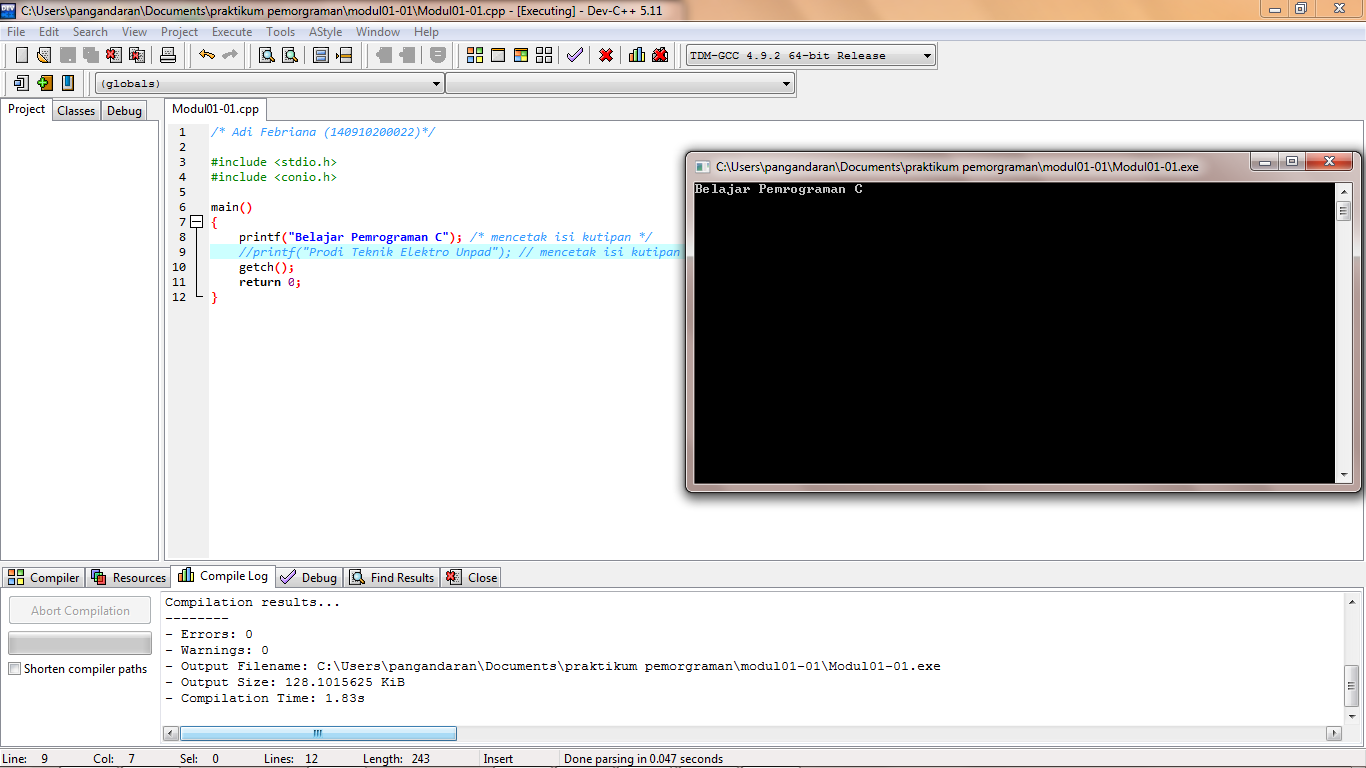 C:\Users\pangandaran\Documents\praktikum pemorgraman\modul01-01\Modul01-01.cpp - [Executing] - Dev-C++ 5.11
File Edit Search View Project Execute Tools AStyle Window Help
TDM-GCC 4.9.2 64-bit Release
(globals)
Project Classes Debug
Modul01-01.cpp
1 /* Adi Febriana (140910200022)*/
2
3 #include <stdio.h>
4 #include <conio.h>
5
6 main()
7 {
8 printf("Belajar Pemrograman C"); /* mencetak isi kutipan */
9 //printf("Prodi Teknik Elektro Unpad"); // mencetak isi kutipan
10 getch();
11 return 0;
12 }
C:\Users\pangandaran\Documents\praktikum pemorgraman\modul01-01\Modul01-01.exe
Belajar Pemrograman C
Compiler Resources Compile Log Debug Find Results Close
Abort Compilation
Shorten compiler paths
Compilation results...
--------
- Errors: 0
- Warnings: 0
- Output Filename: C:\Users\pangandaran\Documents\praktikum pemorgraman\modul01-01\Modul01-01.exe
- Output Size: 128.1015625 KiB
- Compilation Time: 1.83s
Line: 9 Col: 7 Sel: 0 Lines: 12 Length: 243 Insert Done parsing in 0.047 seconds